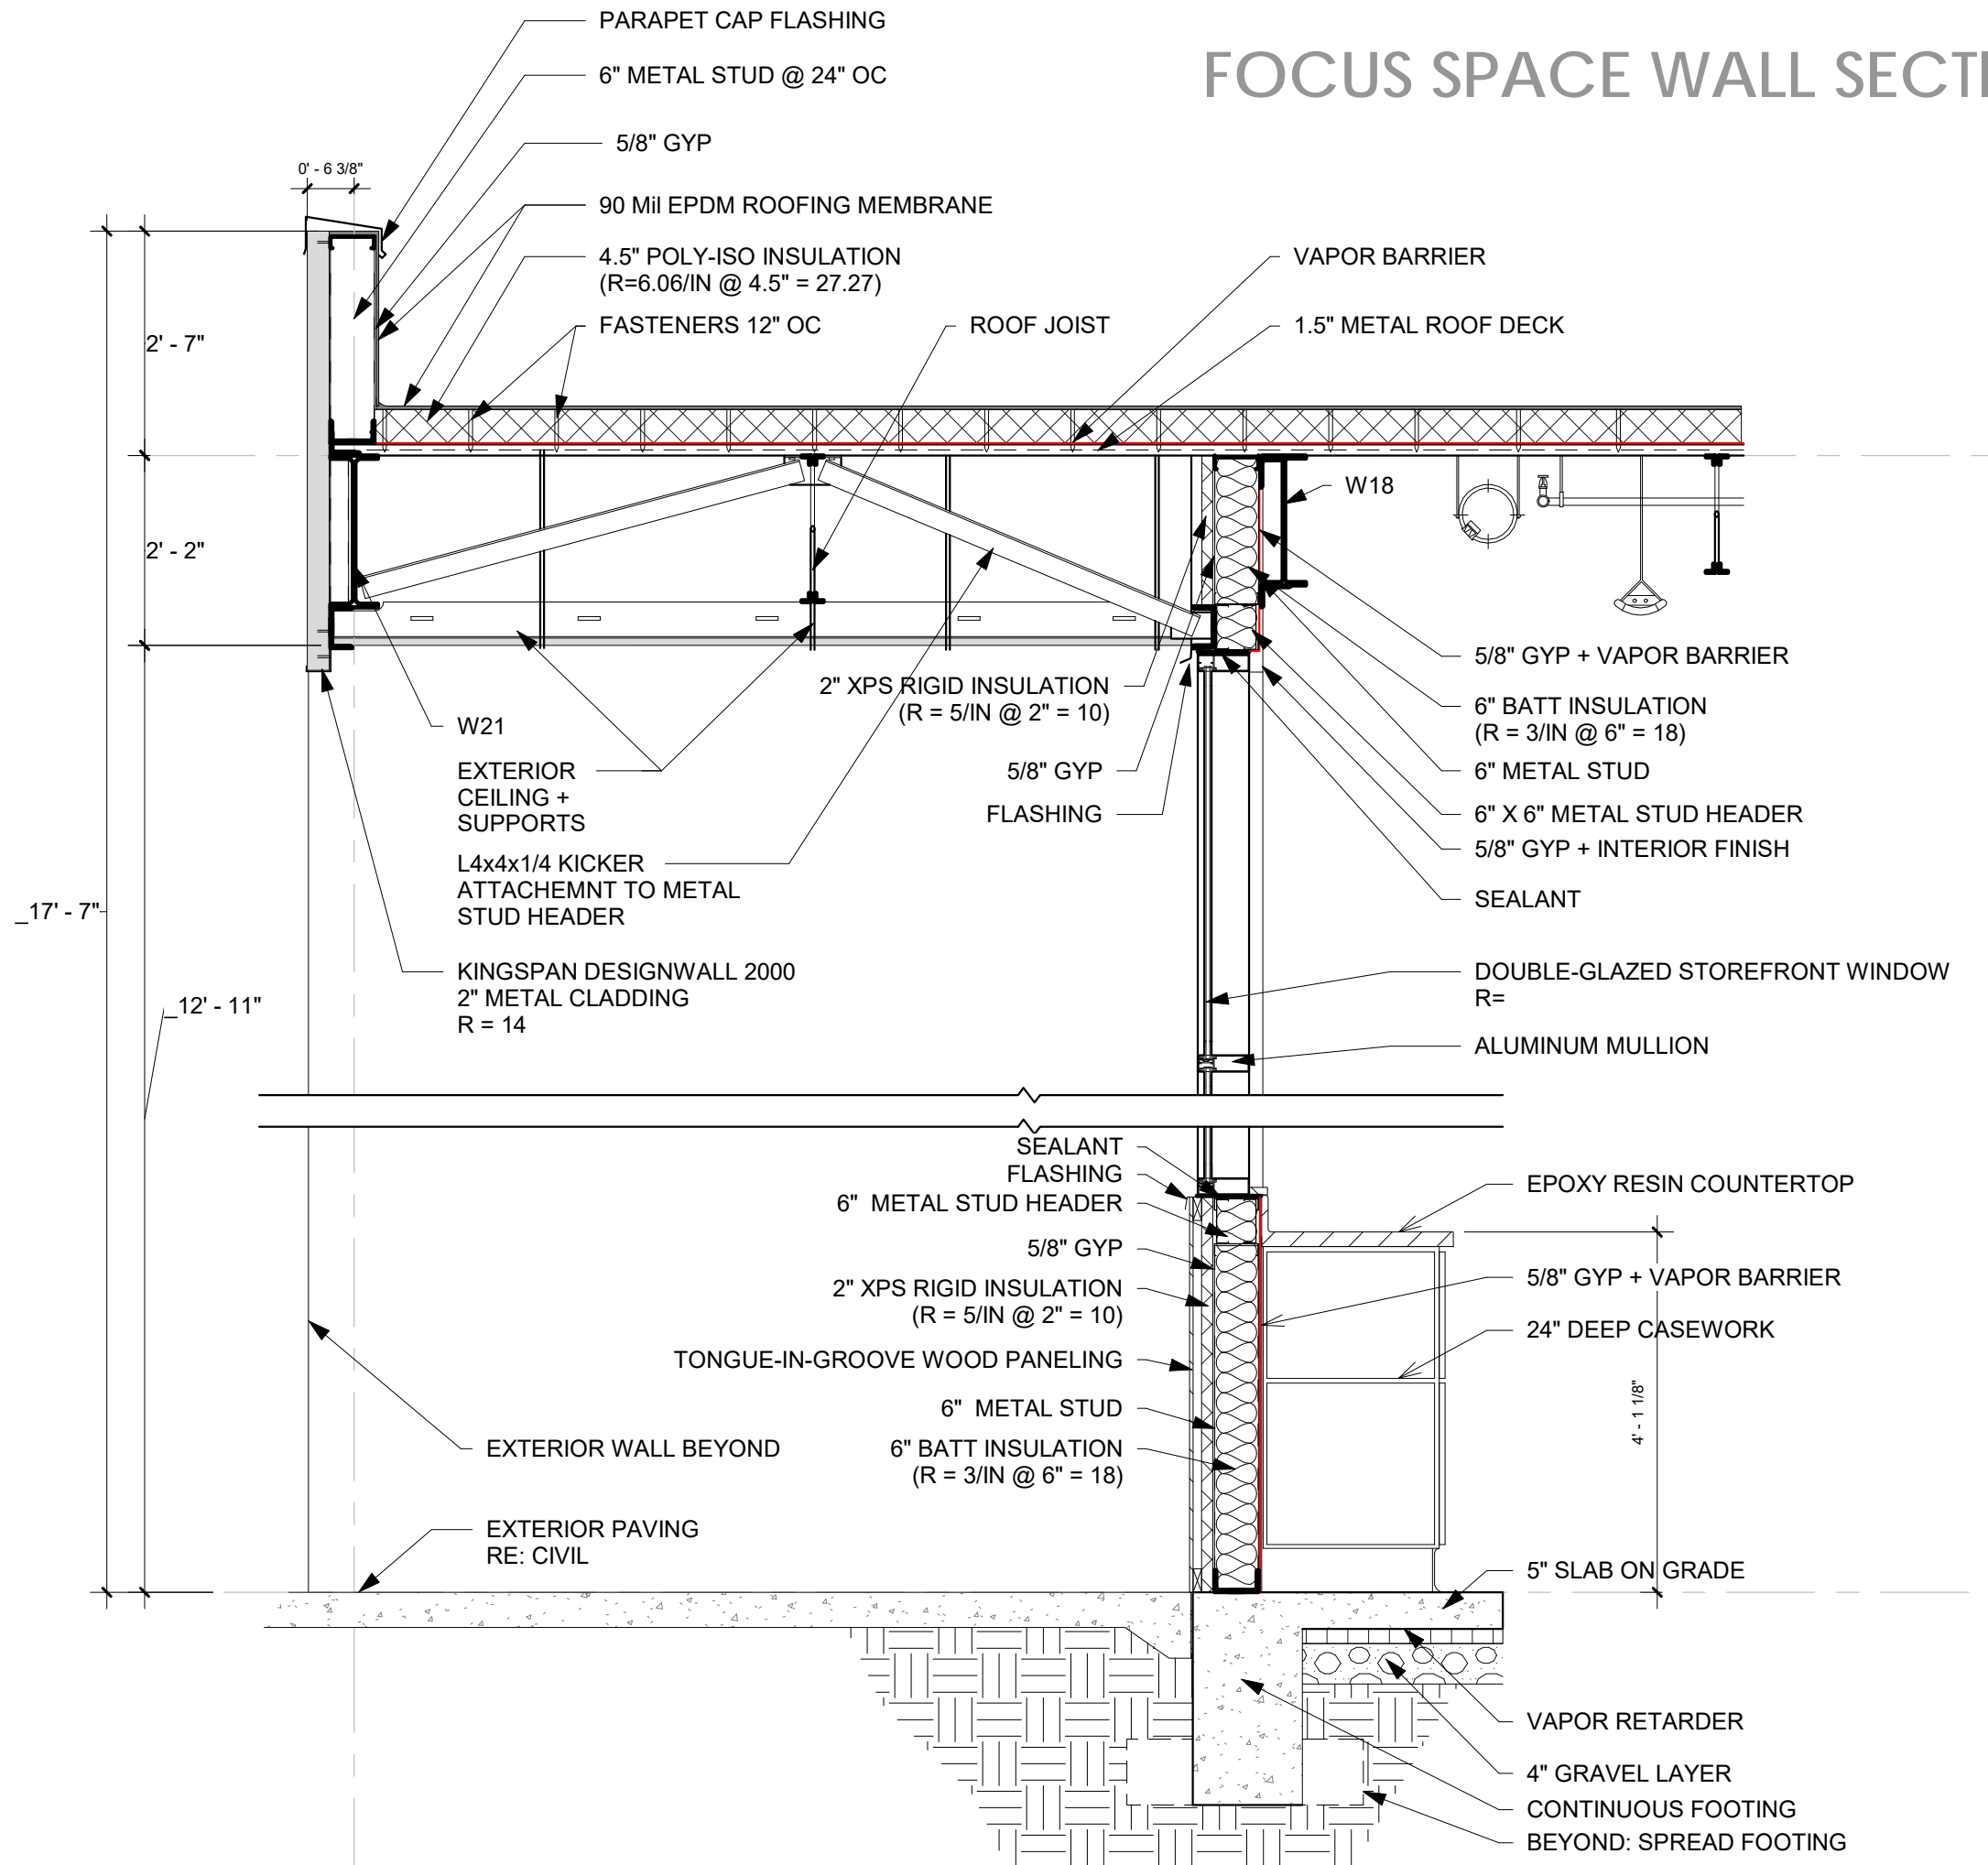 FOCUS SPACE WALL SECTI
PARAPET CAP FLASHING
6" METAL STUD @ 24" OC
5/8" GYP
0' - 6 3/8"
90 Mil EPDM ROOFING MEMBRANE
4.5" POLY-ISO INSULATION
(R=6.06/IN @ 4.5" = 27.27)
VAPOR BARRIER
FASTENERS 12" OC
ROOF JOIST
1.5" METAL ROOF DECK
2' - 7"
W18
2' - 2"
5/8" GYP + VAPOR BARRIER
2" XPS RIGID INSULATION
(R = 5/IN @ 2" = 10)
6" BATT INSULATION
(R = 3/IN @ 6" = 18)
W21
EXTERIOR
CEILING +
SUPPORTS
5/8" GYP
6" METAL STUD
FLASHING
6" X 6" METAL STUD HEADER
5/8" GYP + INTERIOR FINISH
L4x4x1/4 KICKER
ATTACHEMNT TO METAL
STUD HEADER
SEALANT
_17' - 7"
KINGSPAN DESIGNWALL 2000
2" METAL CLADDING
R = 14
DOUBLE-GLAZED STOREFRONT WINDOW
R=
_12' - 11"
ALUMINUM MULLION
SEALANT
FLASHING
6" METAL STUD HEADER
EPOXY RESIN COUNTERTOP
5/8" GYP
2" XPS RIGID INSULATION
(R = 5/IN @ 2" = 10)
5/8" GYP + VAPOR BARRIER
24" DEEP CASEWORK
TONGUE-IN-GROOVE WOOD PANELING
6" METAL STUD
4' - 1 1/8"
6" BATT INSULATION
(R = 3/IN @ 6" = 18)
EXTERIOR WALL BEYOND
EXTERIOR PAVING
RE: CIVIL
5" SLAB ON GRADE
VAPOR RETARDER
4" GRAVEL LAYER
CONTINUOUS FOOTING
BEYOND: SPREAD FOOTING